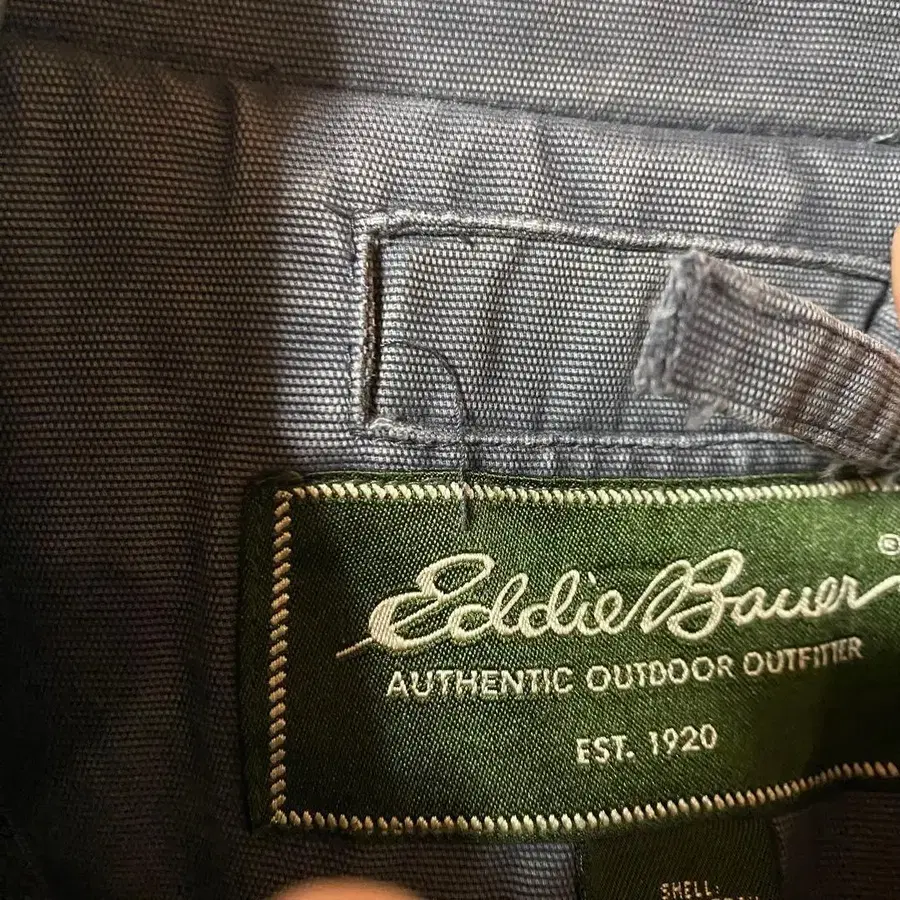 Eddie Bauer®
AUTHENTIC OUTDOOR OUTFITTER
EST. 1920
SHELL: